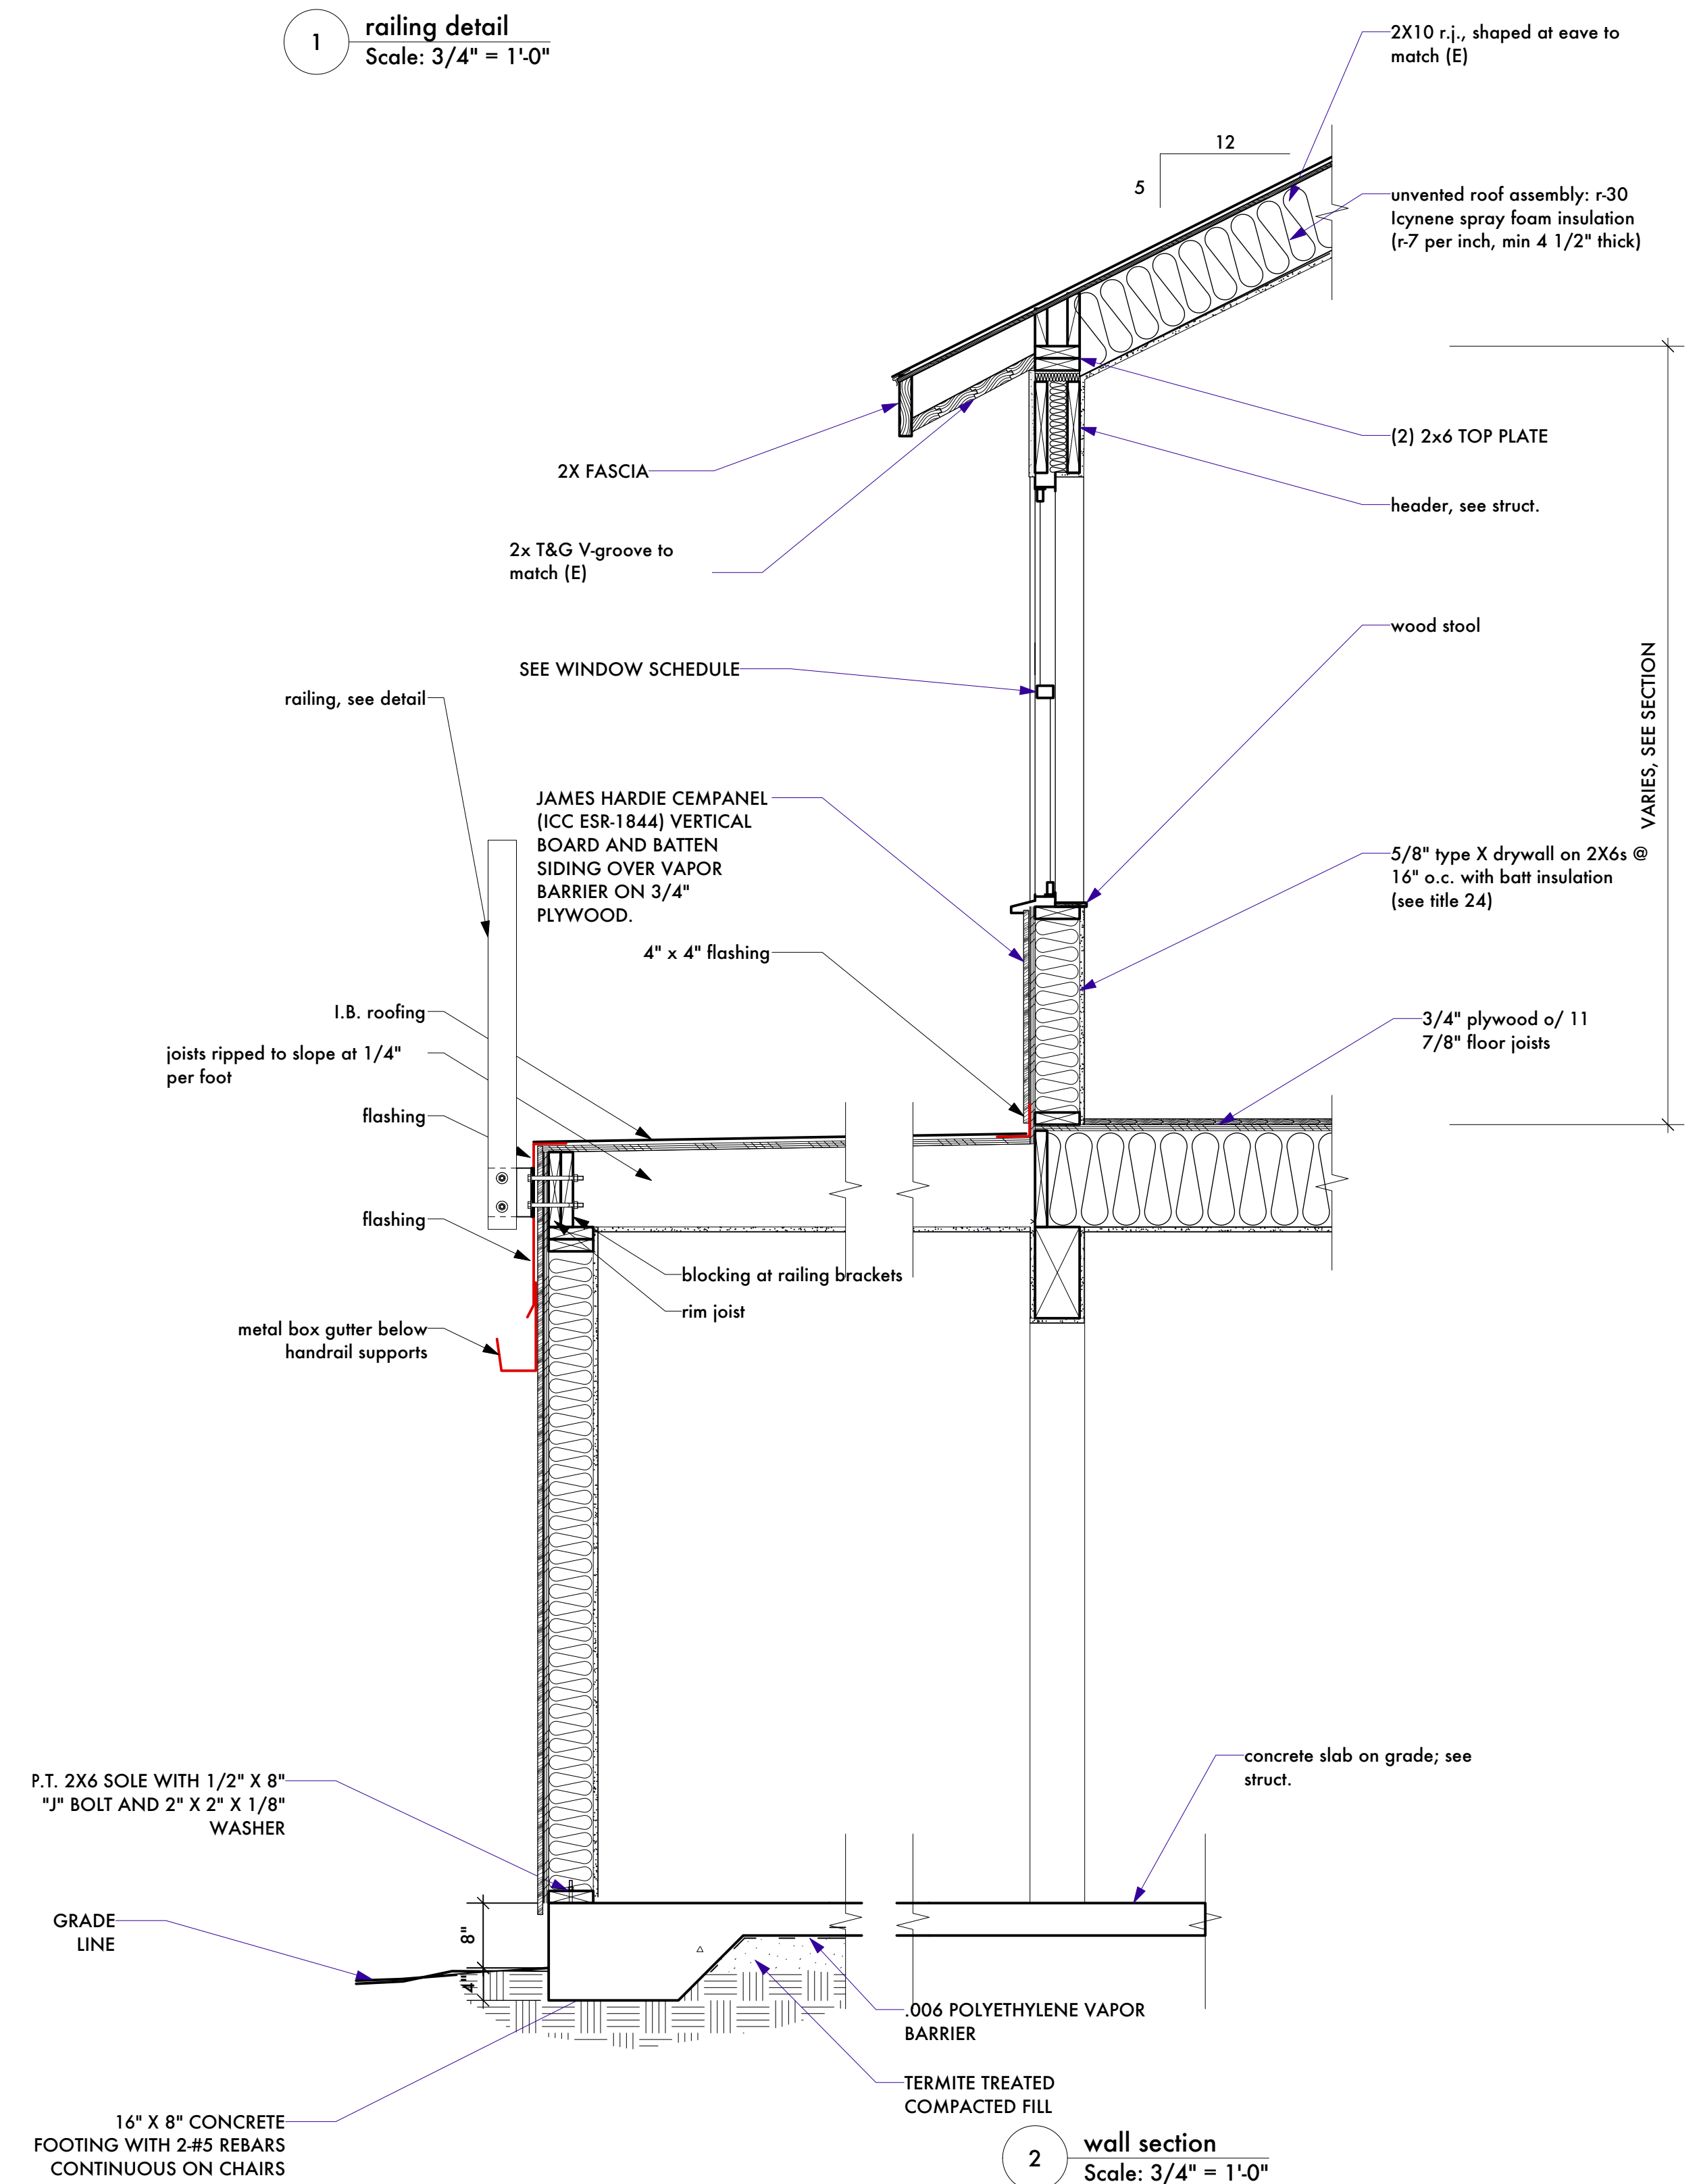 1
railing detail
Scale: 3/4" = 1'-0"
2X10 r.j., shaped at eave to
match (E)
12
5
unvented roof assembly: r-30
Icynene spray foam insulation
(r-7 per inch, min 4 1/2" thick)
(2) 2x6 TOP PLATE
2X FASCIA
header, see struct.
2x T&G V-groove to
match (E)
wood stool
SEE WINDOW SCHEDULE
railing, see detail
VARIES, SEE SECTION
JAMES HARDIE CEMPANEL
(ICC ESR-1844) VERTICAL
BOARD AND BATTEN
SIDING OVER VAPOR
BARRIER ON 3/4"
PLYWOOD.
5/8" type X drywall on 2X6s @
16" o.c. with batt insulation
(see title 24)
4" x 4" flashing
I.B. roofing
3/4" plywood o/ 11
7/8" floor joists
joists ripped to slope at 1/4"
per foot
flashing
flashing
blocking at railing brackets
rim joist
metal box gutter below
handrail supports
concrete slab on grade; see
struct.
P.T. 2X6 SOLE WITH 1/2" X 8"
"J" BOLT AND 2" X 2" X 1/8"
WASHER
GRADE
LINE
8"
4"
.006 POLYETHYLENE VAPOR
BARRIER
TERMITE TREATED
COMPACTED FILL
16" X 8" CONCRETE
FOOTING WITH 2-#5 REBARS
CONTINUOUS ON CHAIRS
2
wall section
Scale: 3/4" = 1'-0"